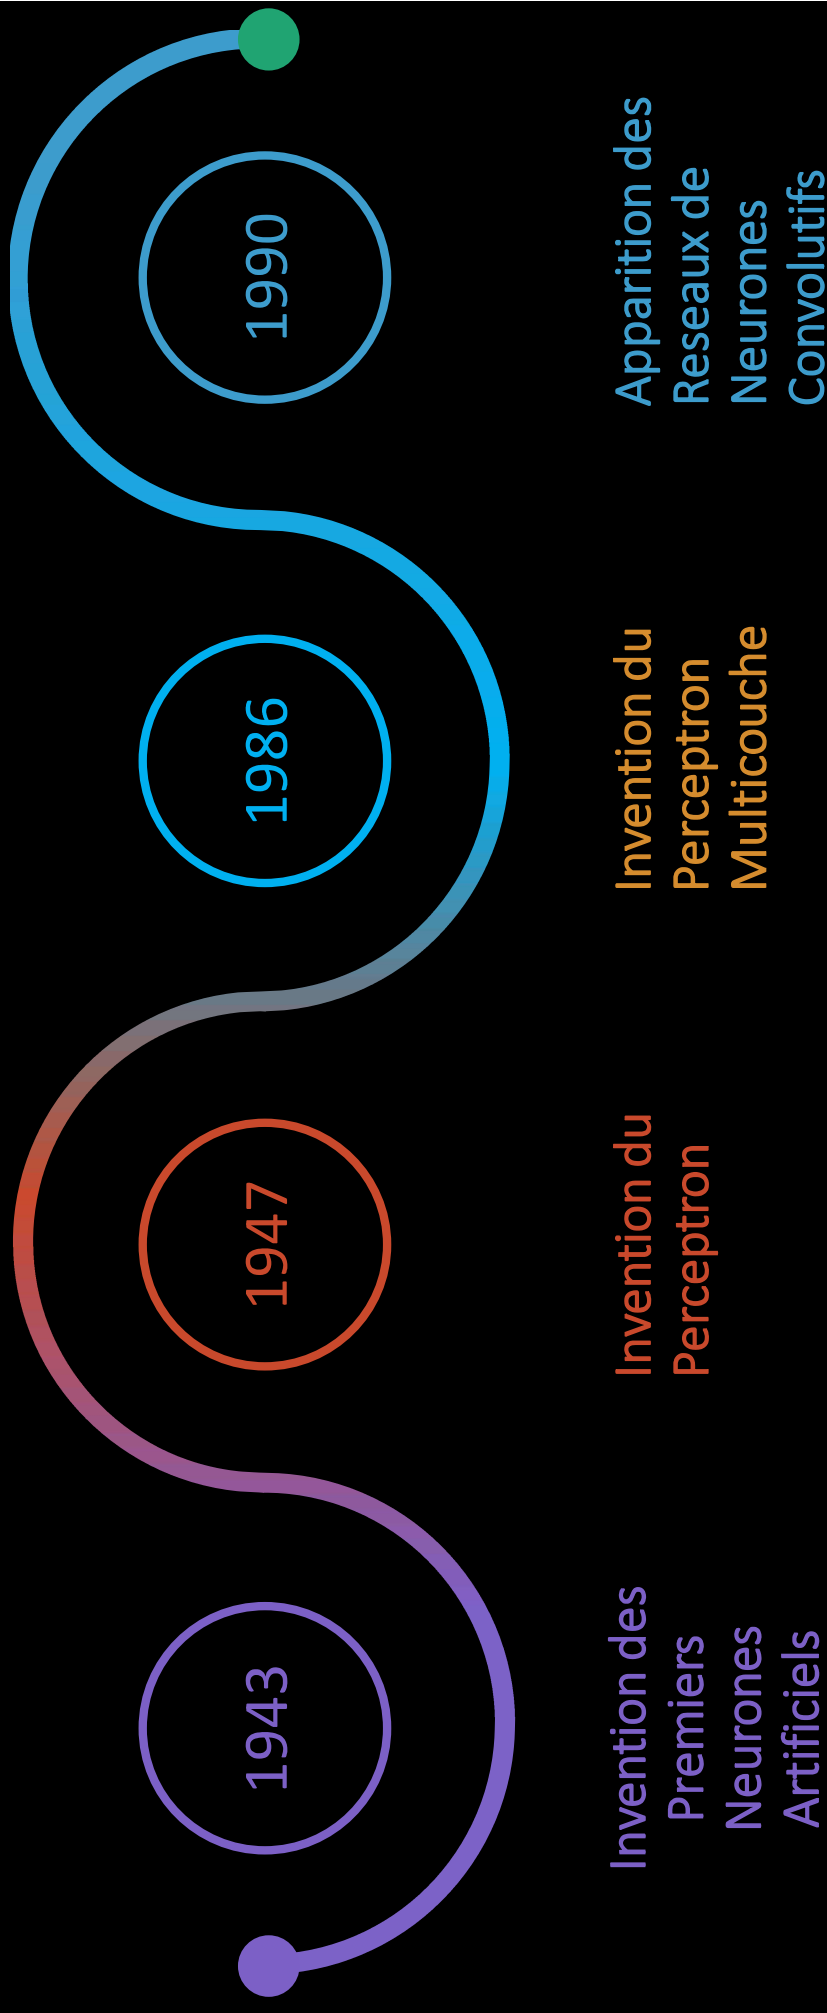 1943
Invention des
Premiers
Neurones
Artificiels
1947
Invention du
Perceptron
1986
Invention du
Perceptron
Multicouche
1990
Apparition des
Reseaux de
Neurones
Convolutifs